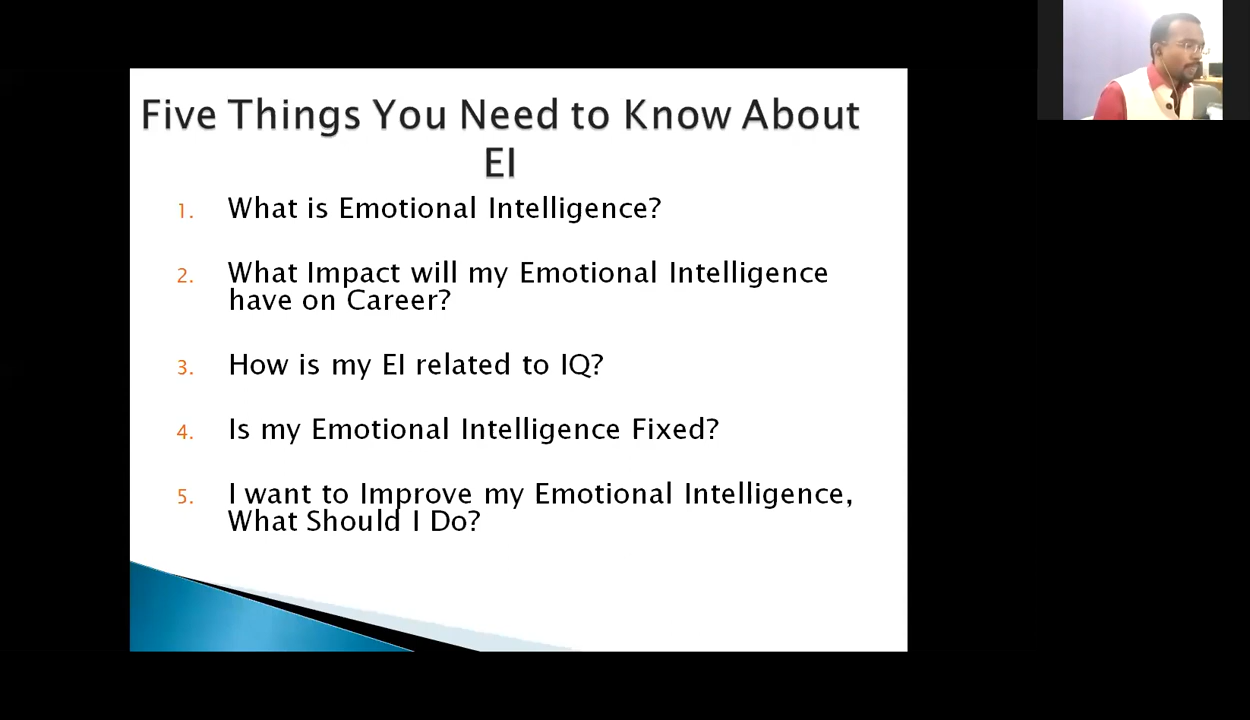 Five Things You Need to Know About
EI
1. What is Emotional Intelligence?
2. What Impact will my Emotional Intelligence
have on Career?
3. How is my EI related to IQ?
4. Is my Emotional Intelligence Fixed?
5. I want to Improve my Emotional Intelligence,
What Should I Do?